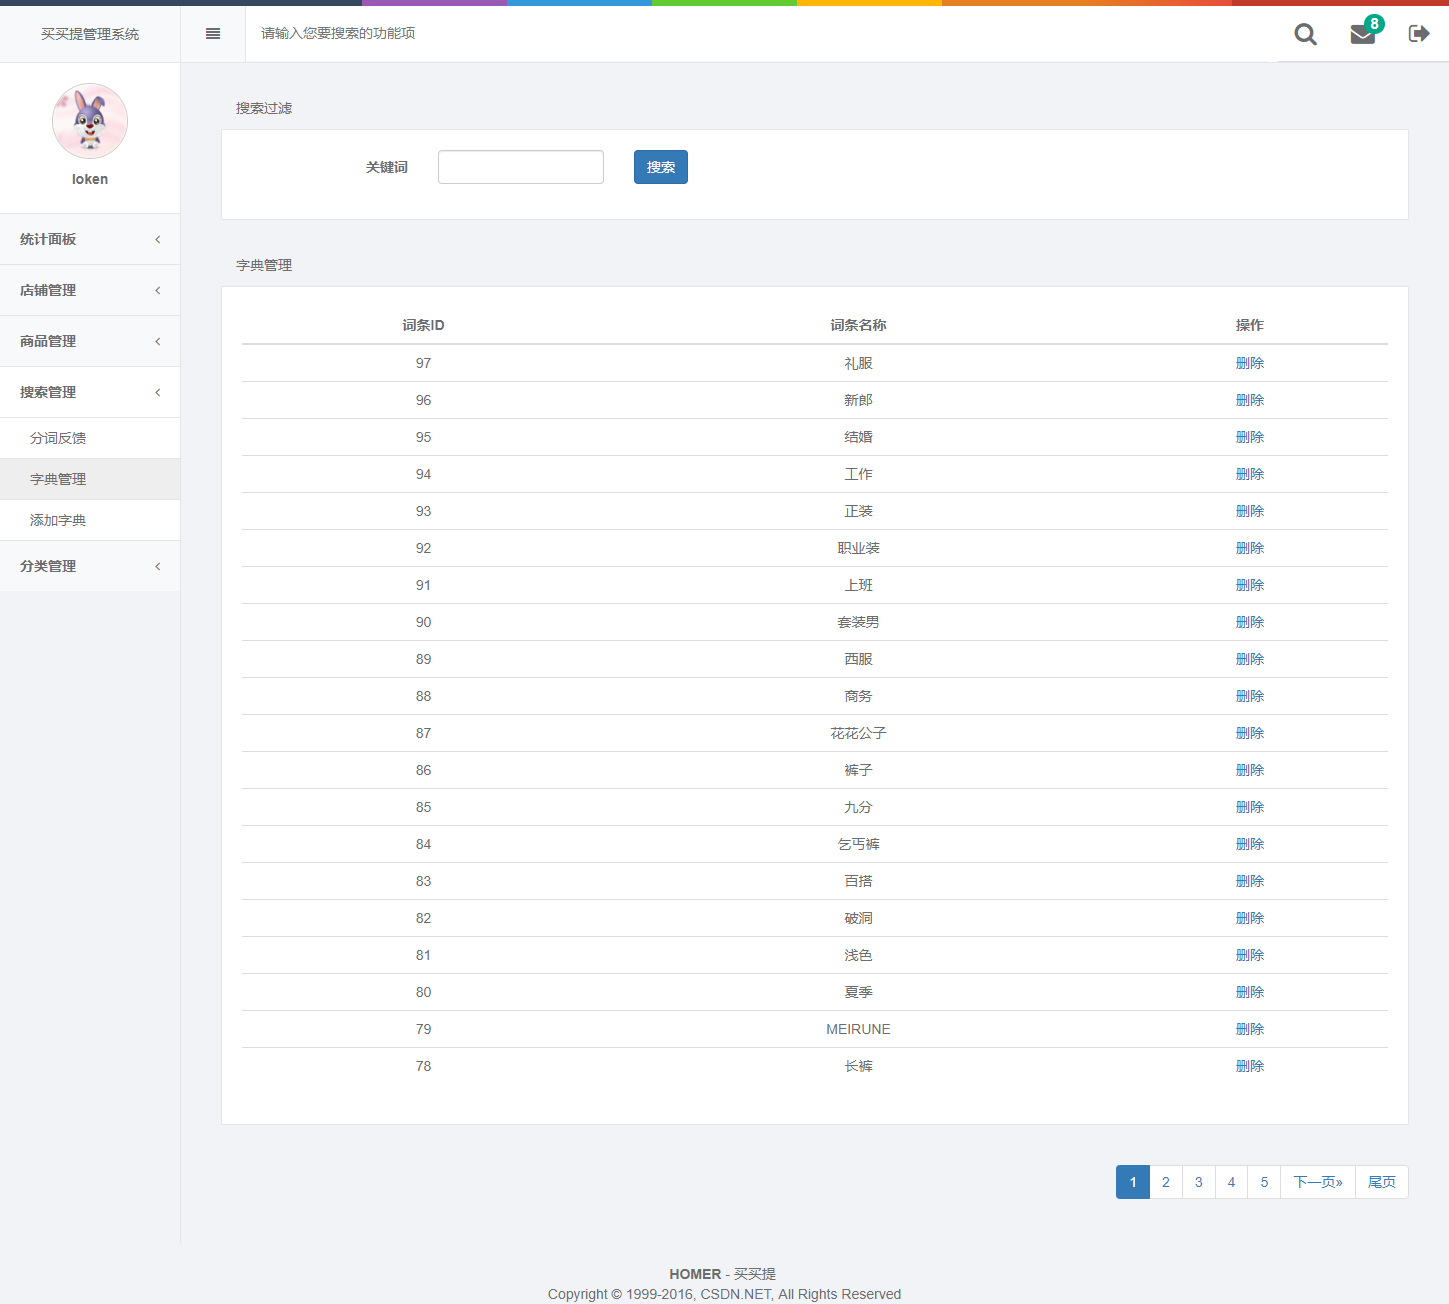 买买提管理系统
请输入您要搜索的功能项
8
loken
统计面板
店铺管理
商品管理
搜索管理
分词反馈
字典管理
添加字典
分类管理
搜索过滤
关键词
搜索
字典管理
词条ID 词条名称 操作
97 礼服 删除
96 新郎 删除
95 结婚 删除
94 工作 删除
93 正装 删除
92 职业装 删除
91 上班 删除
90 套装男 删除
89 西服 删除
88 商务 删除
87 花花公子 删除
86 裤子 删除
85 九分 删除
84 乞丐裤 删除
83 百搭 删除
82 破洞 删除
81 浅色 删除
80 夏季 删除
79 MEIRUNE 删除
78 长裤 删除
1 2 3 4 5 下一页» 尾页
HOMER - 买买提
Copyright © 1999-2016, CSDN.NET, All Rights Reserved